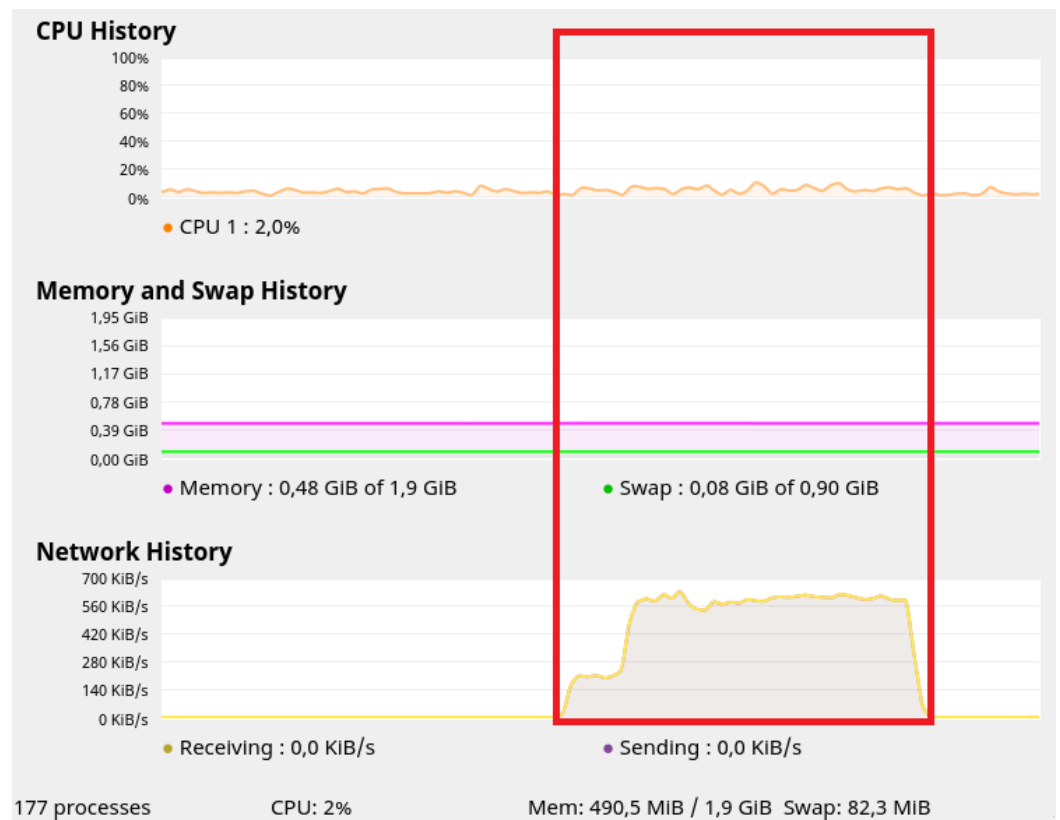 CPU History
100%
80%
60%
40%
20%
0%
CPU 1 : 2,0%
Memory and Swap History
1,95 GiB
1,56 GiB
1,17 GiB
0,78 GiB
0,39 GiB
0,00 GiB
Memory : 0,48 GiB of 1,9 GiB Swap : 0,08 GiB of 0,90 GiB
Network History
700 KiB/s
560 KiB/s
420 KiB/s
280 KiB/s
140 KiB/s
0 KiB/s
Receiving : 0,0 KiB/s Sending : 0,0 KiB/s
177 processes CPU: 2% Mem: 490,5 MiB / 1,9 GiB Swap: 82,3 MiB